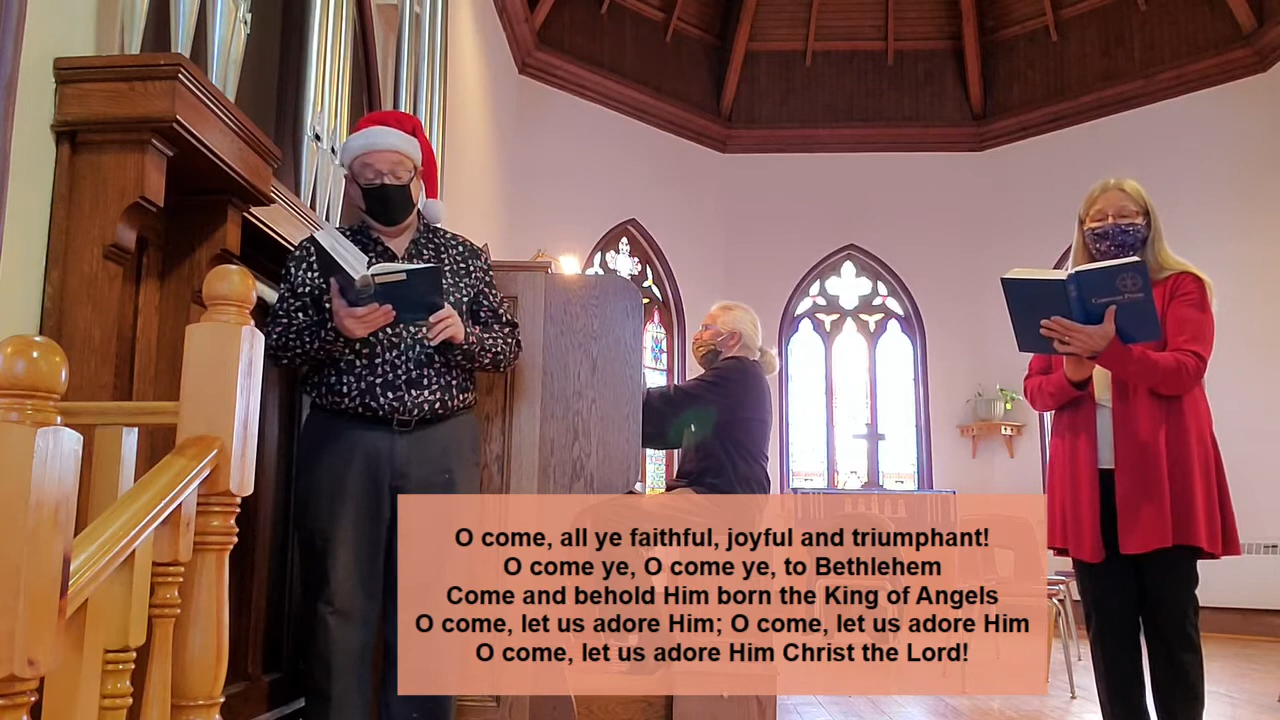 COMMON PRAISE
O come, all ye faithful, joyful and triumphant!
O come ye, O come ye, to Bethlehem
Come and behold Him born the King of Angels
O come, let us adore Him; O come, let us adore Him
O come, let us adore Him Christ the Lord!